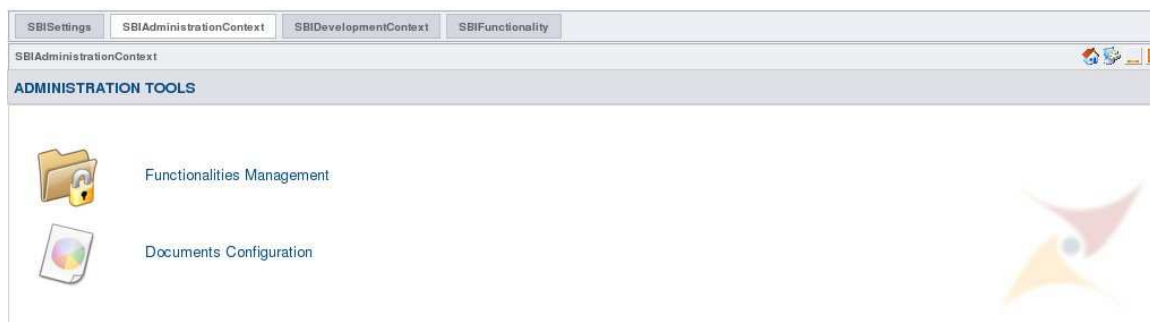 SBISettings SBIAdministrationContext SBIDevelopmentContext SBIFunctionality
SBIAdministrationContext
ADMINISTRATION TOOLS
Functionalities Management
Documents Configuration